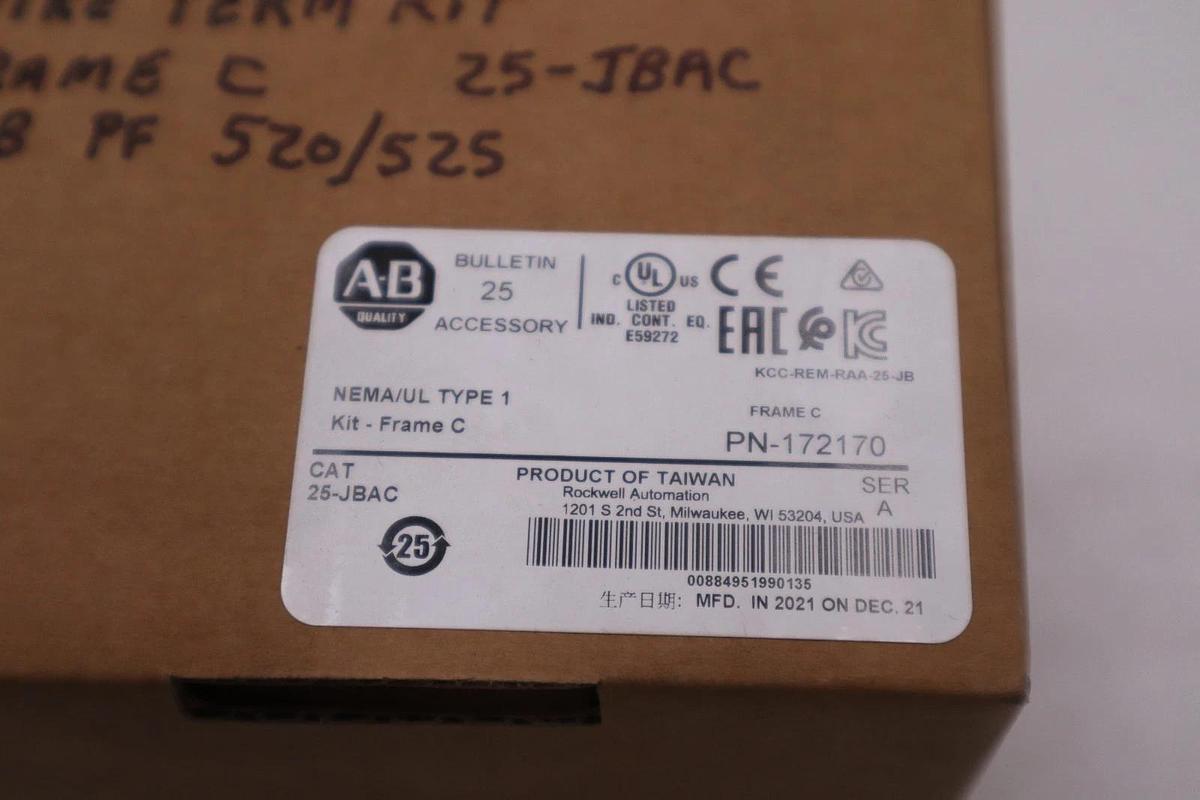 TERM KIT
FRAME C 25-JBAC
PF 520/525
A-B
QUALITY
BULLETIN
25
ACCESSORY
C UL US
LISTED
IND. CONT. EQ.
E59272
CE
EAC
KC
KCC-REM-RAA-25-JB
NEMA/UL TYPE 1
Kit - Frame C
FRAME C
PN-172170
CAT
25-JBAC
25
PRODUCT OF TAIWAN
Rockwell Automation
1201 S 2nd St, Milwaukee, WI 53204, USA
SER
A
00884951990135
生产日期: MFD. IN 2021 ON DEC. 21